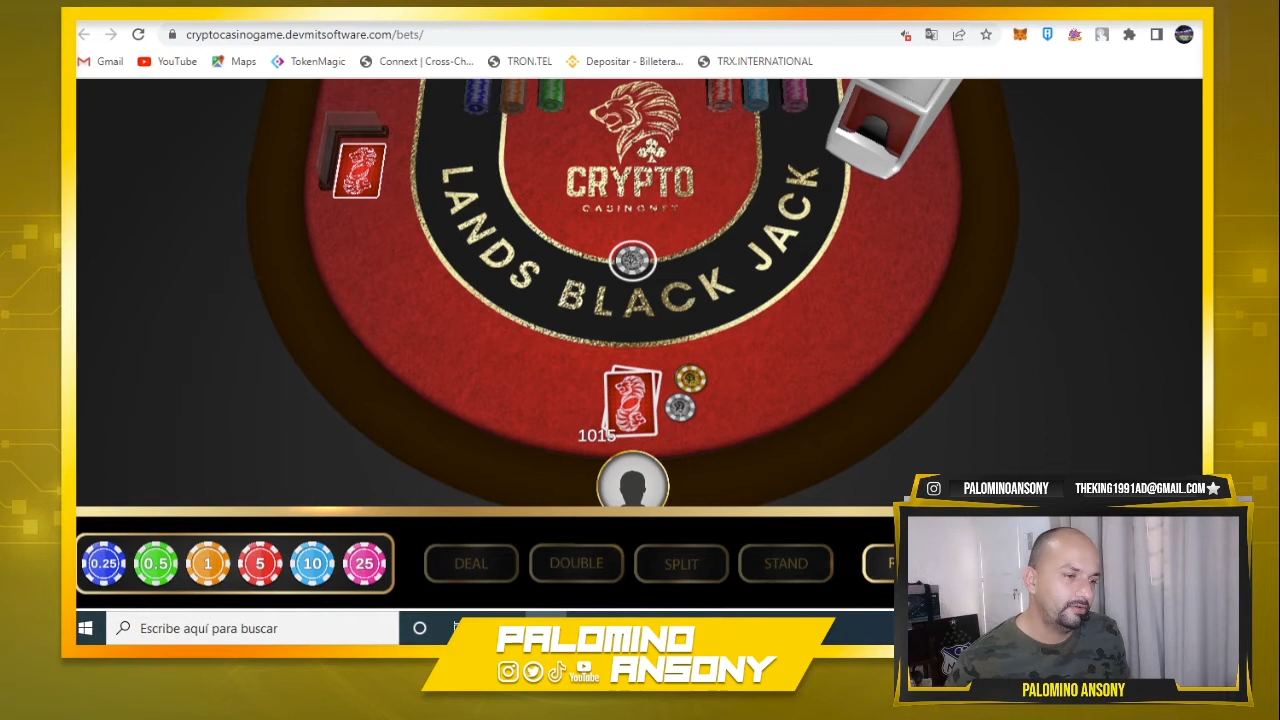 cryptocasinogame.devmitsoftware.com/bets/
Gmail YouTube Maps TokenMagic Connext | Cross-Ch... TRON.TEL Depositar - Billetera... TRX.INTERNATIONAL
CRYPTO
CASINONFT
LANDS BLACK JACK
1015
0.25 0.5 1 5 10 25
DEAL DOUBLE SPLIT STAND
PALOMINOANSONY THEKING1991AD@GMAIL.COM
Escribe aquí para buscar
PALOMINO
ANSONY
YouTube
PALOMINO ANSONY